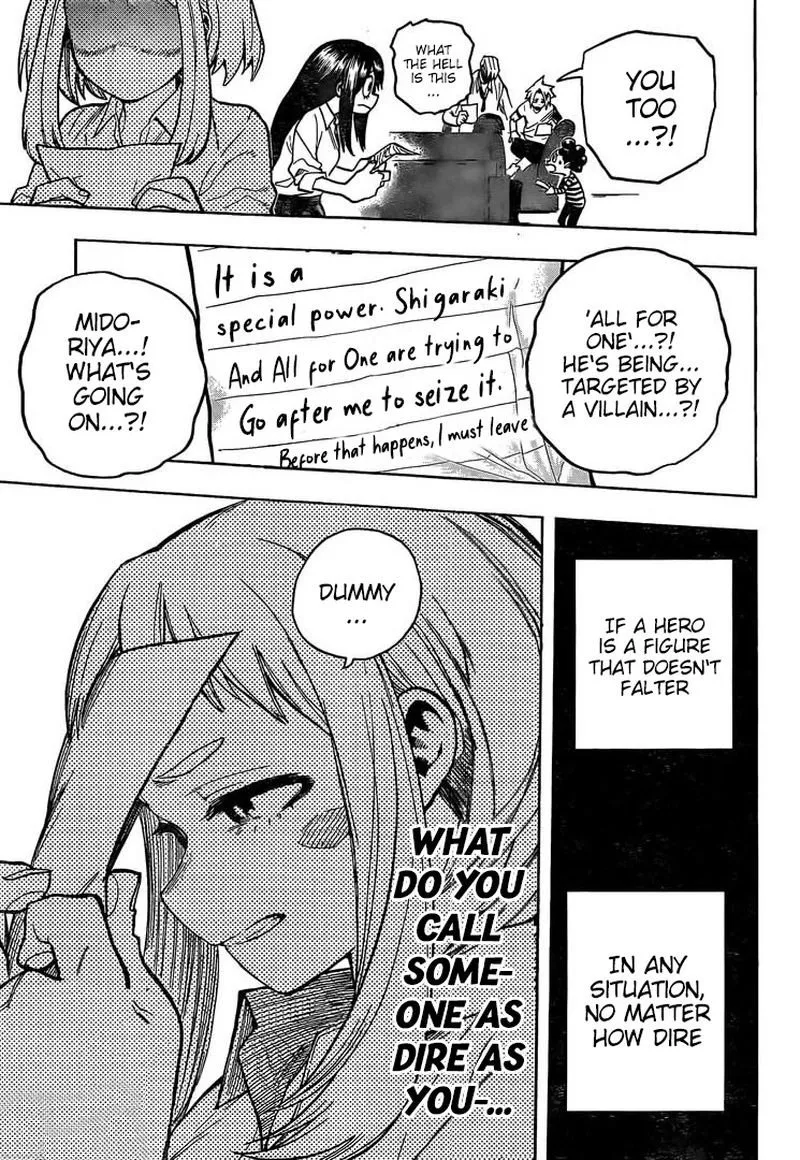 YOU
TOO
...?!
WHAT
THE HELL
IS THIS
...
'ALL FOR
ONE'...?!
HE'S BEING...
TARGETED BY
A VILLAIN...?!
It is a
special power. Shigaraki
And All for One are trying to
Go after me to seize it.
Before that happens, I must leave
MIDO-
RIYA...!
WHAT'S
GOING
ON...?!
IF A HERO
IS A FIGURE
THAT DOESN'T
FALTER
IN ANY
SITUATION,
NO MATTER
HOW DIRE
DUMMY
...
WHAT
DO YOU
CALL
SOME-
ONE AS
DIRE AS
YOU-...